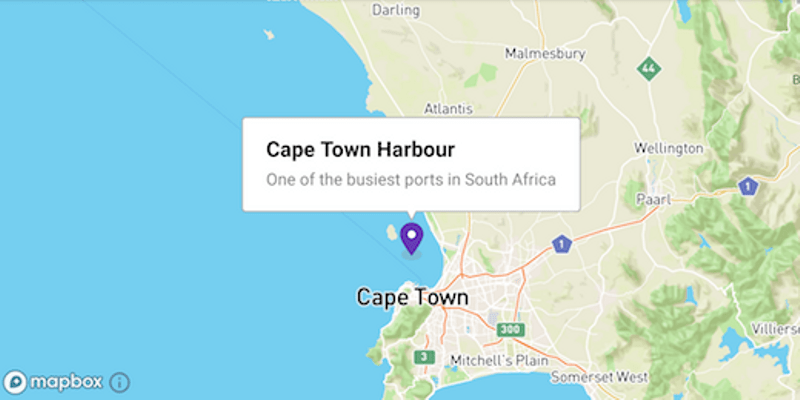 Darling
Malmesbury
44
Atlantis
Cape Town Harbour
One of the busiest ports in South Africa
Wellington
1
Paarl
1
Cape Town
300
Villiers
3
Mitchell's Plain
Somerset West
mapbox